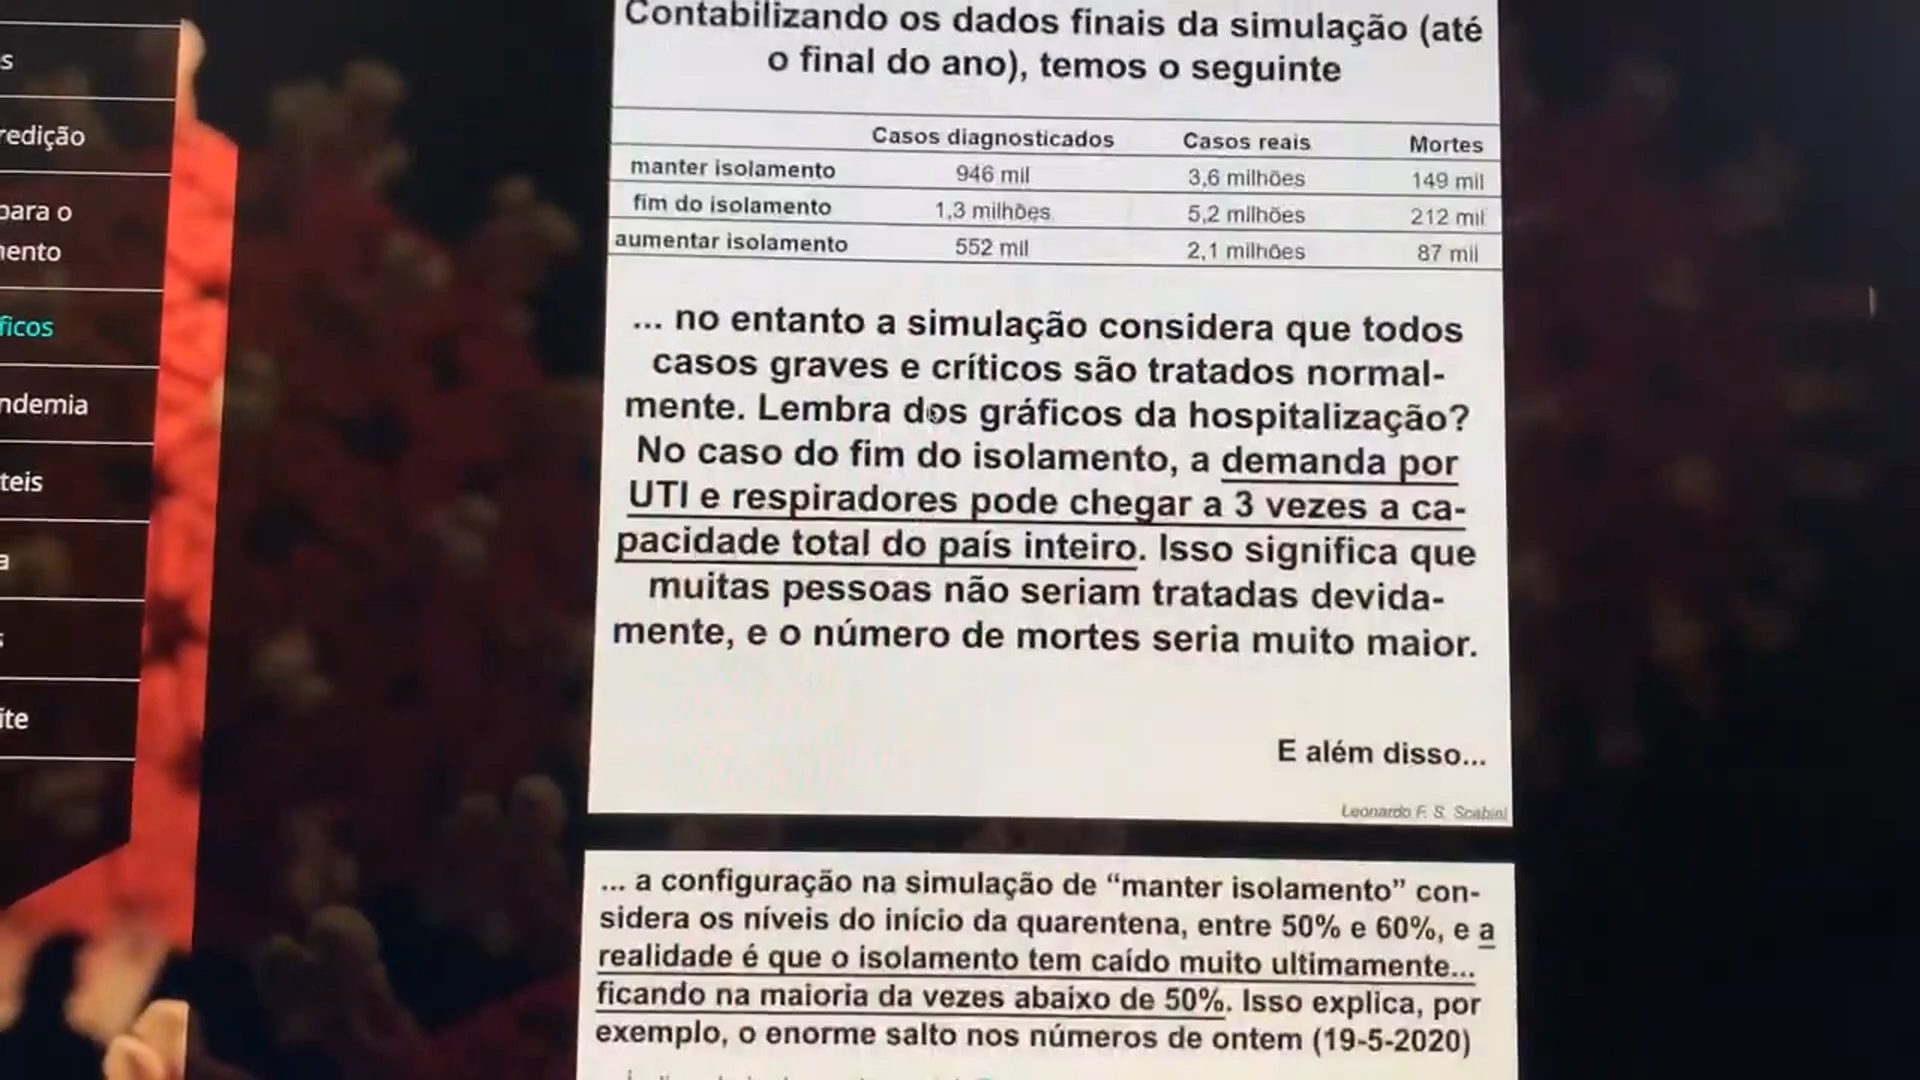 s
redição
para o
mento
ficos
ndemia
teis
a
s
ite
Contabilizando os dados finais da simulação (até
o final do ano), temos o seguinte
Casos diagnosticados Casos reais Mortes
manter isolamento 946 mil 3,6 milhões 149 mil
fim do isolamento 1,3 milhões 5,2 milhões 212 mil
aumentar isolamento 552 mil 2,1 milhões 87 mil
... no entanto a simulação considera que todos
casos graves e críticos são tratados normal-
mente. Lembra dos gráficos da hospitalização?
No caso do fim do isolamento, a demanda por
UTI e respiradores pode chegar a 3 vezes a ca-
pacidade total do país inteiro. Isso significa que
muitas pessoas não seriam tratadas devida-
mente, e o número de mortes seria muito maior.
E além disso...
Leonardo F. S. Scabini
... a configuração na simulação de “manter isolamento” con-
sidera os níveis do início da quarentena, entre 50% e 60%, e a
realidade é que o isolamento tem caído muito ultimamente...
ficando na maioria da vezes abaixo de 50%. Isso explica, por
exemplo, o enorme salto nos números de ontem (19-5-2020)